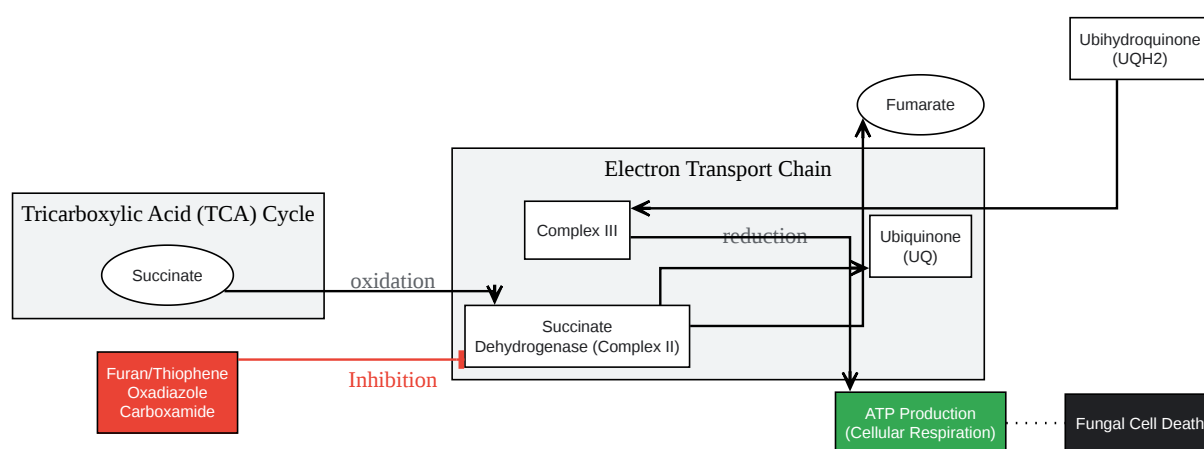 Ubihydroquinone
(UQH2)
Fumarate
Electron Transport Chain
Tricarboxylic Acid (TCA) Cycle
Complex III
reduction
Ubiquinone
(UQ)
Succinate
oxidation
Succinate
Dehydrogenase (Complex II)
Furan/Thiophene
Oxadiazole
Carboxamide
Inhibition
ATP Production
(Cellular Respiration)
Fungal Cell Death